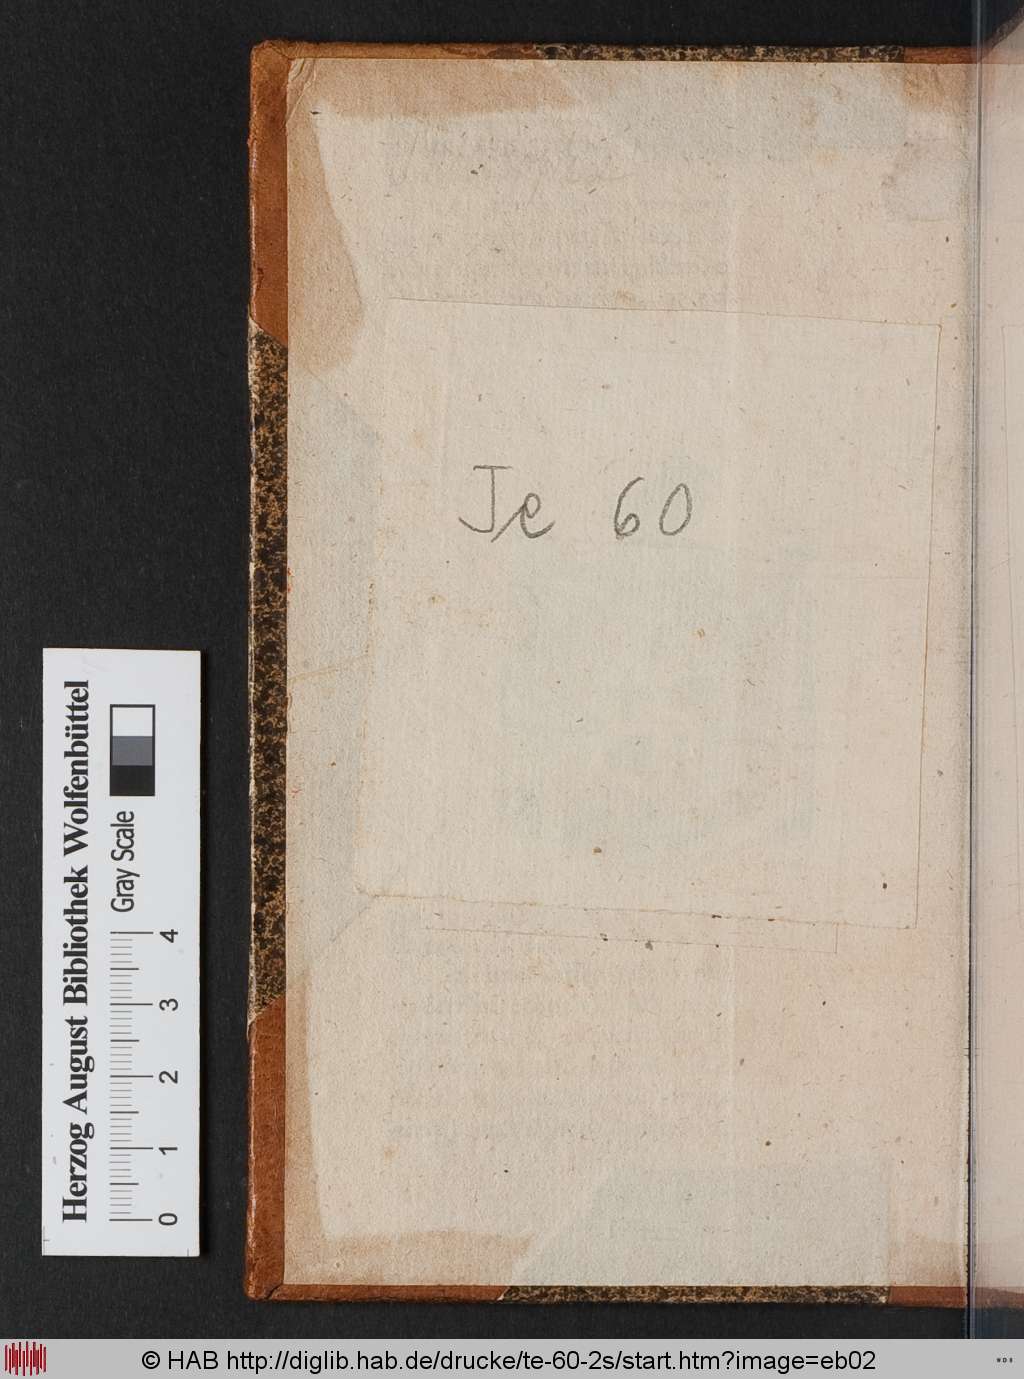 Je 60
Herzog August Bibliothek Wolfenbüttel
0 1 2 3 4 Gray Scale
© HAB http://diglib.hab.de/drucke/te-60-2s/start.htm?image=eb02
WDB